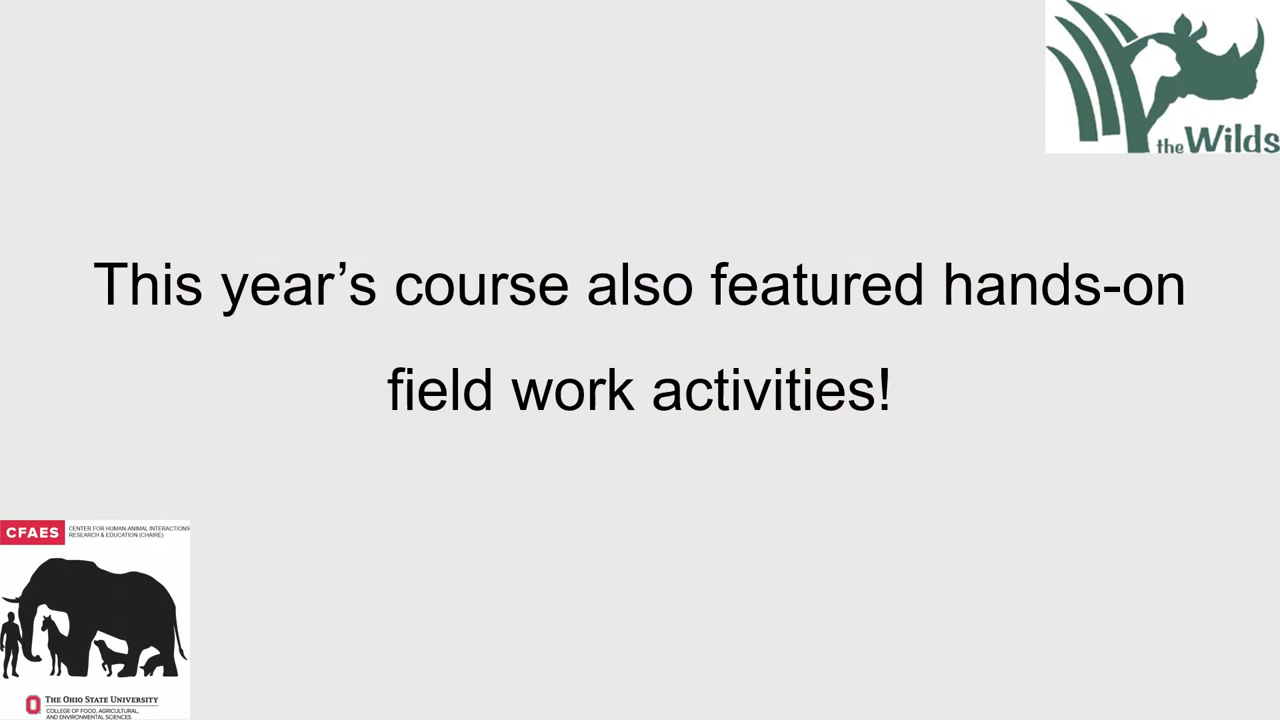 the Wilds
This year’s course also featured hands-on
field work activities!
CFAES
CENTER FOR HUMAN-ANIMAL INTERACTIONS
RESEARCH & EDUCATION (CHAIRE)
THE OHIO STATE UNIVERSITY
COLLEGE OF FOOD, AGRICULTURAL,
AND ENVIRONMENTAL SCIENCES